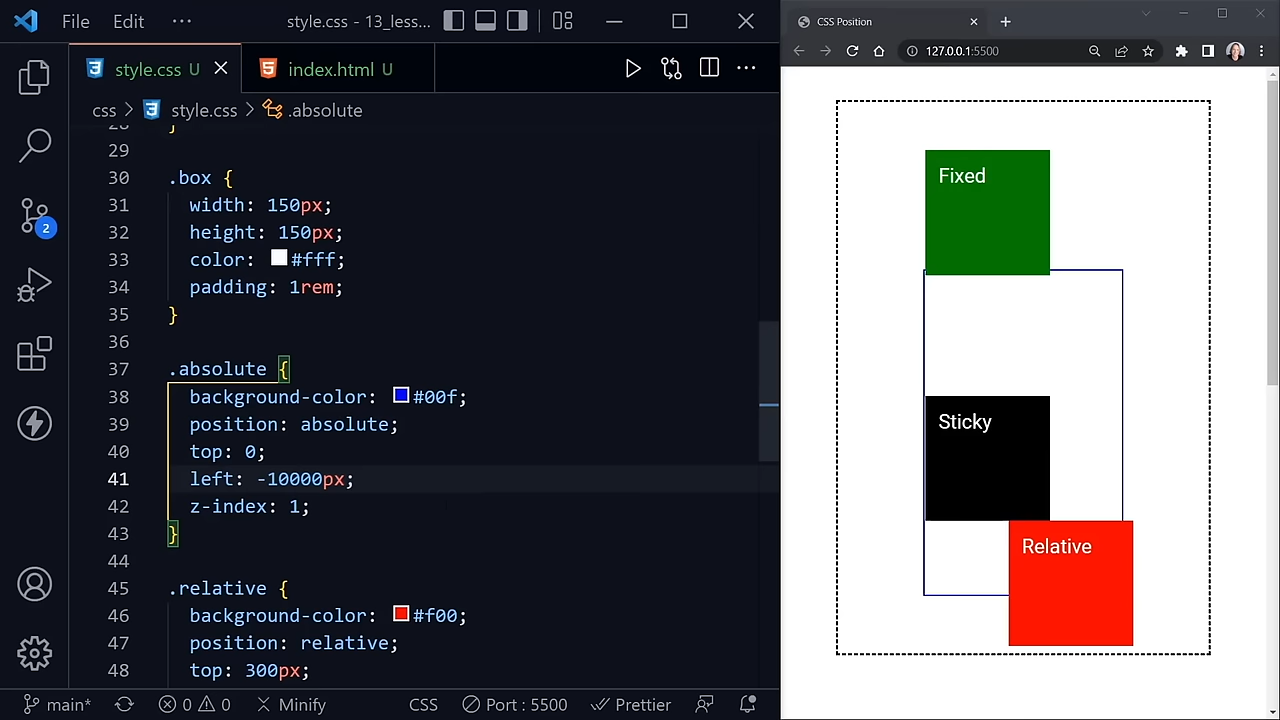 File Edit ··· style.css - 13_less...
style.css U index.html U
css > style.css > .absolute
28 }
29
30 .box {
31 width: 150px;
32 height: 150px;
33 color: #fff;
34 padding: 1rem;
35 }
36
37 .absolute {
38 background-color: #00f;
39 position: absolute;
40 top: 0;
41 left: -10000px;
42 z-index: 1;
43 }
44
45 .relative {
46 background-color: #f00;
47 position: relative;
48 top: 300px;
2
main* 0 0 Minify CSS Port : 5500 Prettier
CSS Position
127.0.0.1:5500
Fixed
Sticky
Relative